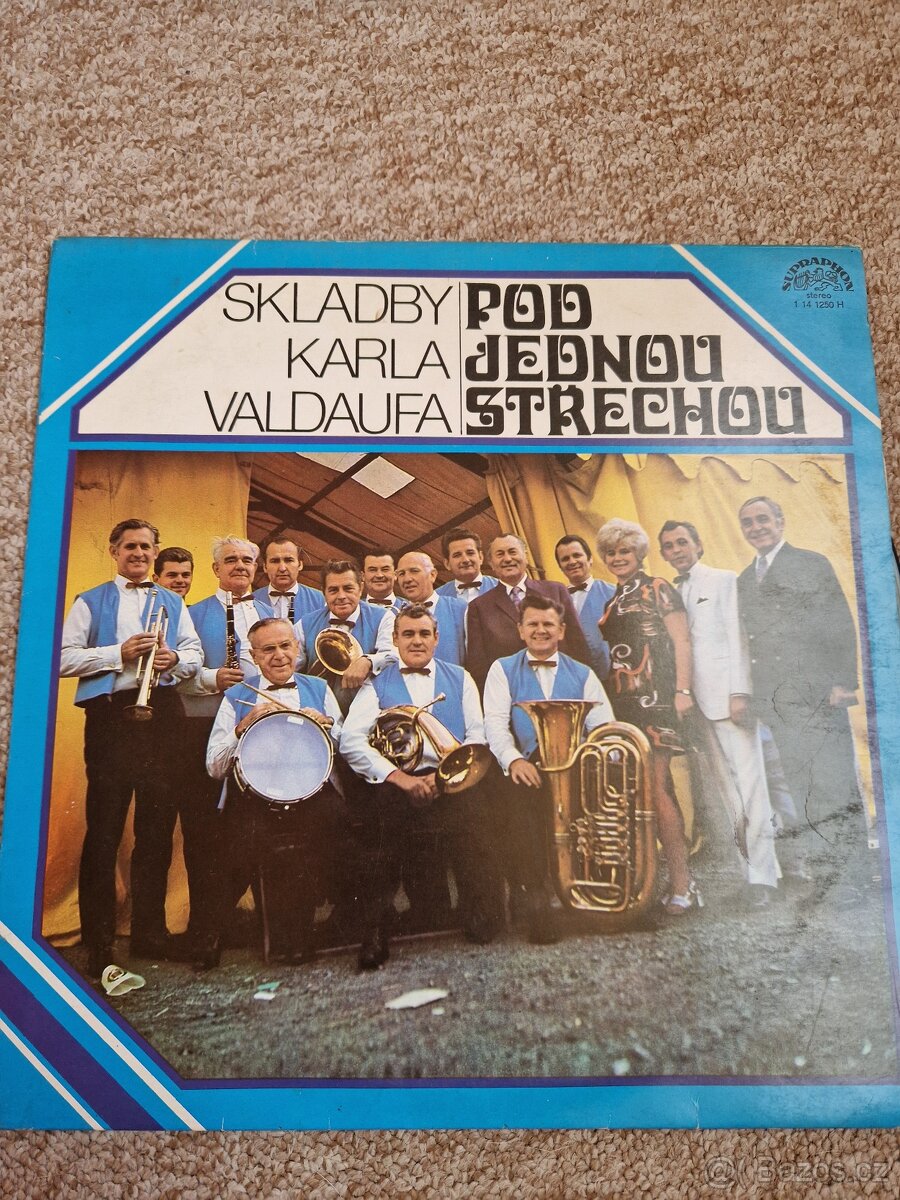 SKLADBY
KARLA
VALDAUFA
POD
JEDNOU
STŘECHOU
SUPRAPHON
stereo
1 14 1250 H
Bazos.cz